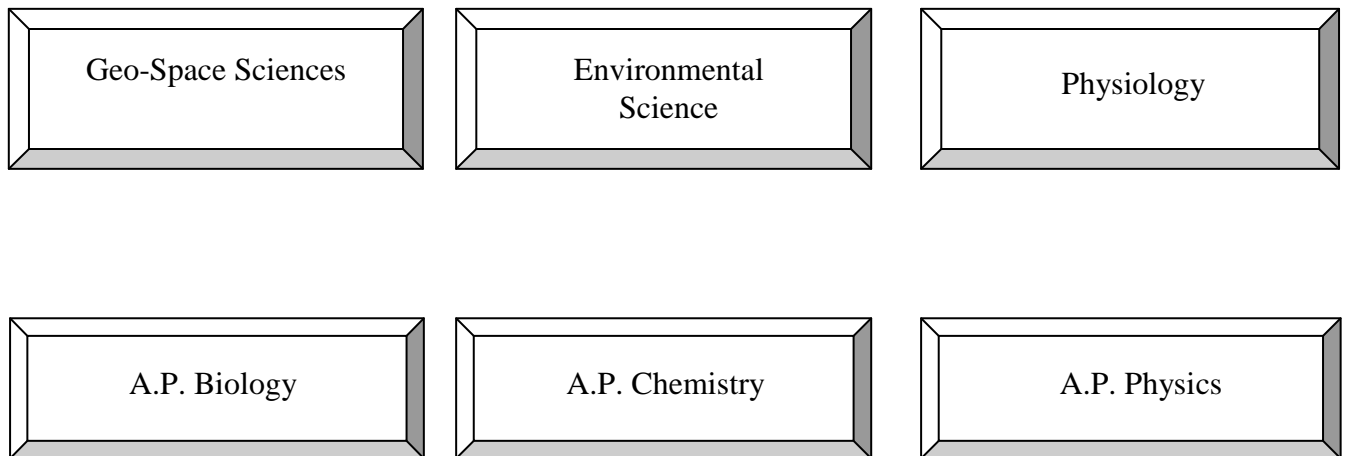 Geo-Space Sciences
Environmental
Science
Physiology
A.P. Biology
A.P. Chemistry
A.P. Physics